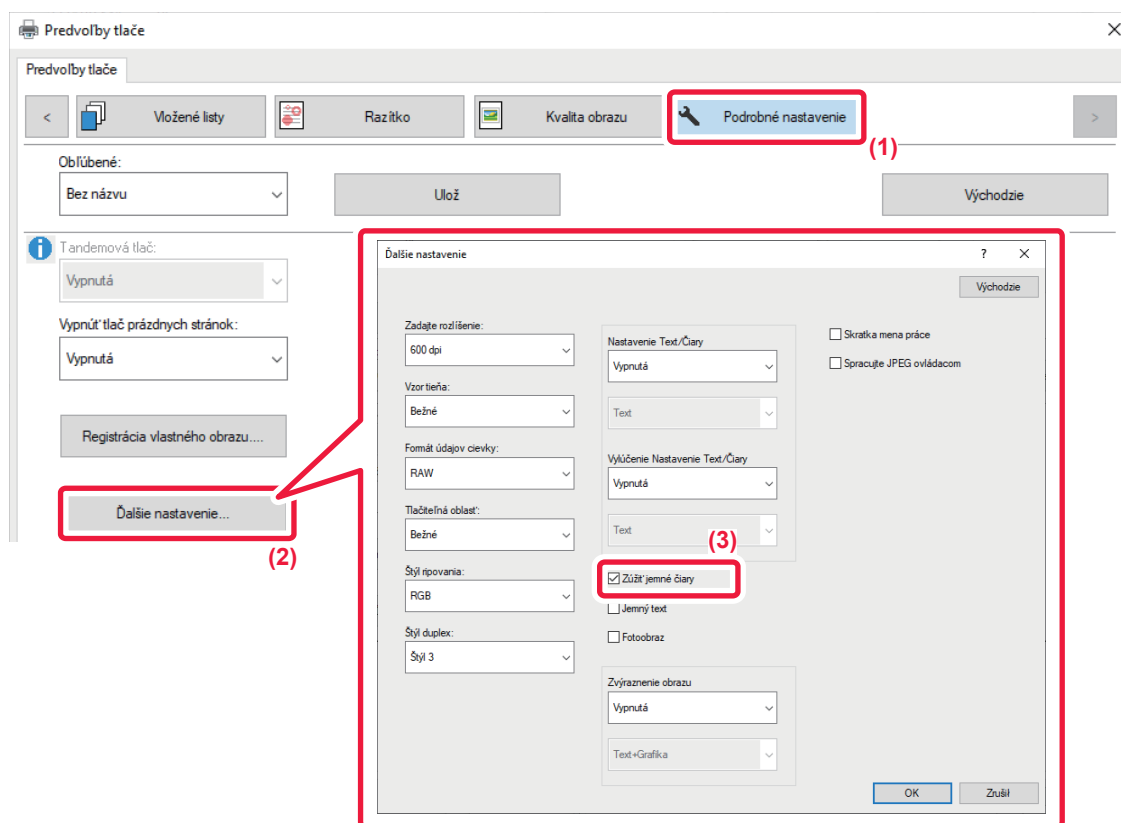 Predvoľby tlače
Predvoľby tlače
< Vložené listy Razítko Kvalita obrazu Podrobné nastavenie >
(1)
Obľúbené:
Bez názvu Ulož Východzie
Tandemová tlač:
Vypnutá
Vypnúť tlač prázdnych stránok:
Vypnutá
Registrácia vlastného obrazu....
Ďalšie nastavenie...
(2)
Ďalšie nastavenie ?
Východzie
Zadajte rozlíšenie:
600 dpi
Vzor tieňa:
Bežné
Formát údajov cievky:
RAW
Tlačiteľná oblasť:
Bežné
Štýl ripovania:
RGB
Štýl duplex:
Štýl 3
Nastavenie Text/Čiary
Vypnutá
Text
Vylúčenie Nastavenie Text/Čiary
Vypnutá
Text
(3)
Zúžiť jemné čiary
Jemný text
Fotoobraz
Zvýraznenie obrazu
Vypnutá
Text+Grafika
Skratka mena práce
Spracujte JPEG ovládacom
OK Zrušiť